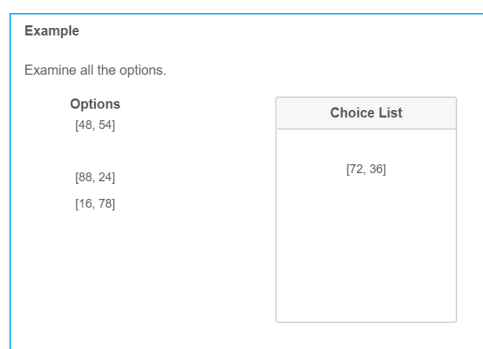 Example
Examine all the options.
Options
[48, 54]
[88, 24]
[16, 78]
Choice List
[72, 36]